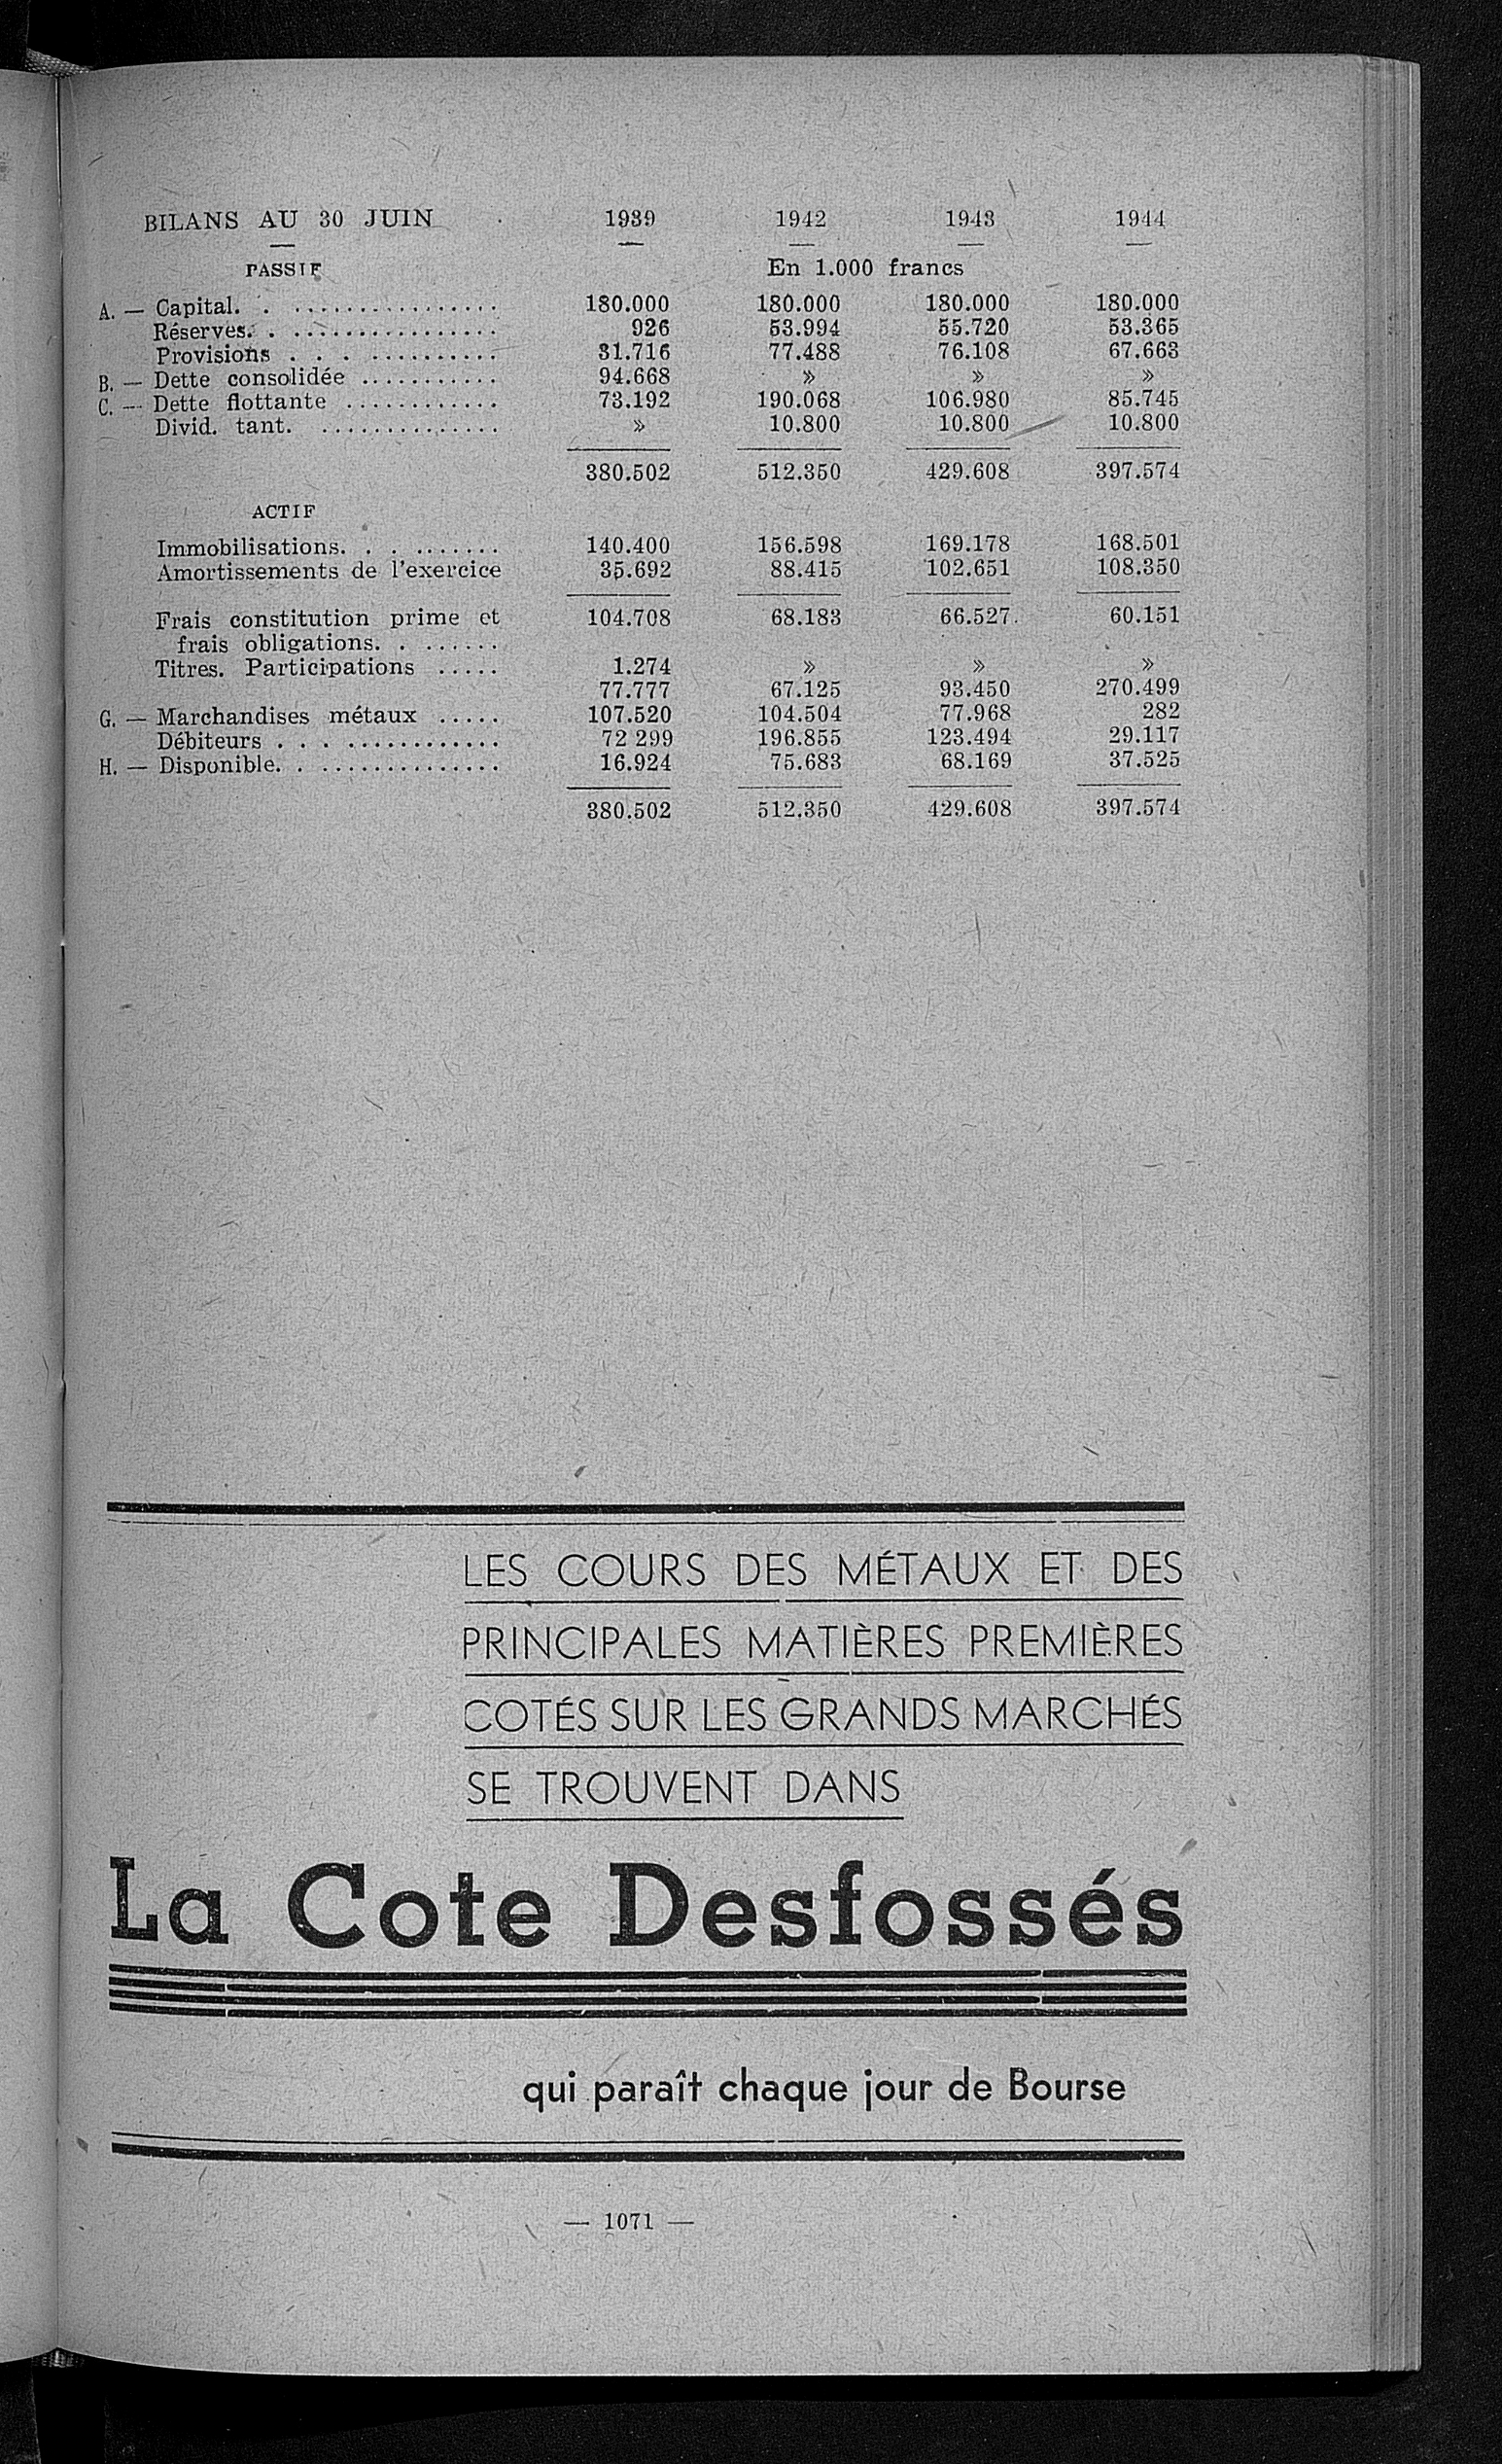 BILANS AU 30 JUIN 1939 1942 1943 1944
PASSIF En 1.000 francs
A. — Capital. . ................ 180.000 180.000 180.000 180.000
Réserves. . ................ 926 53.994 55.720 53.365
Provisions . . . .......... 31.716 77.488 76.108 67.663
B. — Dette consolidée ........... 94.668 » » »
C. — Dette flottante ............ 73.192 190.068 106.980 85.745
Divid. tant. .............. » 10.800 10.800 10.800
380.502 512.350 429.608 397.574
ACTIF
Immobilisations. . . ....... 140.400 156.598 169.178 168.501
Amortissements de l'exercice 35.692 88.415 102.651 108.350
Frais constitution prime et 104.708 68.183 66.527 60.151
frais obligations. . ......
Titres. Participations ..... 1.274 » » »
77.777 67.125 93.450 270.499
G. — Marchandises métaux ..... 107.520 104.504 77.968 282
Débiteurs . . . ............ 72 299 196.855 123.494 29.117
H. — Disponible. . .............. 16.924 75.683 68.169 37.525
380.502 512.350 429.608 397.574
LES COURS DES MÉTAUX ET DES
PRINCIPALES MATIÈRES PREMIÈRES
COTÉS SUR LES GRANDS MARCHÉS
SE TROUVENT DANS
La Cote Desfossés
qui paraît chaque jour de Bourse
— 1071 —